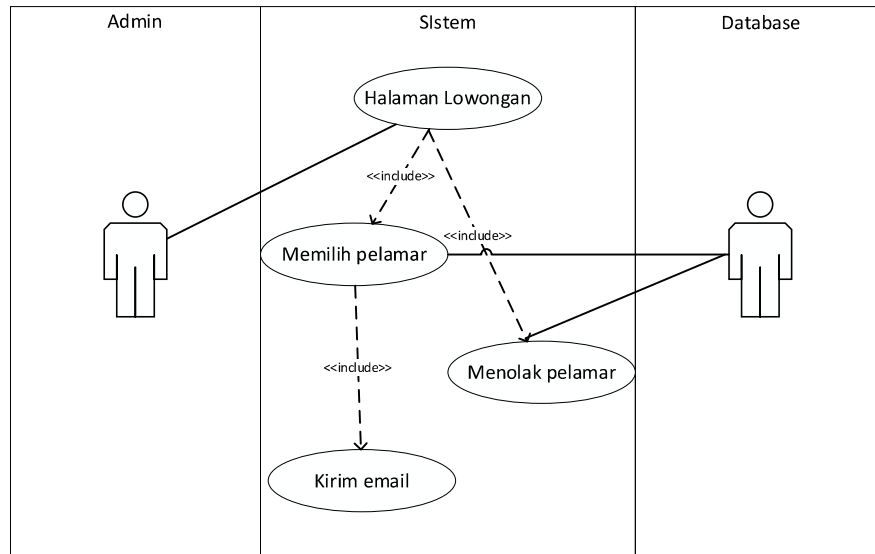 Admin
SIstem
Database
Halaman Lowongan
<<include>>
<<include>>
Memilih pelamar
<<include>>
Menolak pelamar
Kirim email